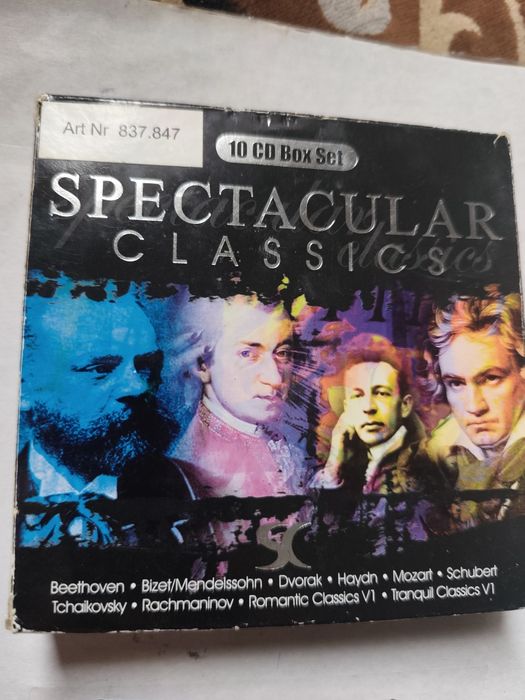 Art Nr 837.847
10 CD Box Set
SPECTACULAR
CLASSICS
SC
Beethoven • Bizet/Mendelssohn • Dvorak • Haydn • Mozart • Schubert
Tchaikovsky • Rachmaninov • Romantic Classics V1 • Tranquil Classics V1